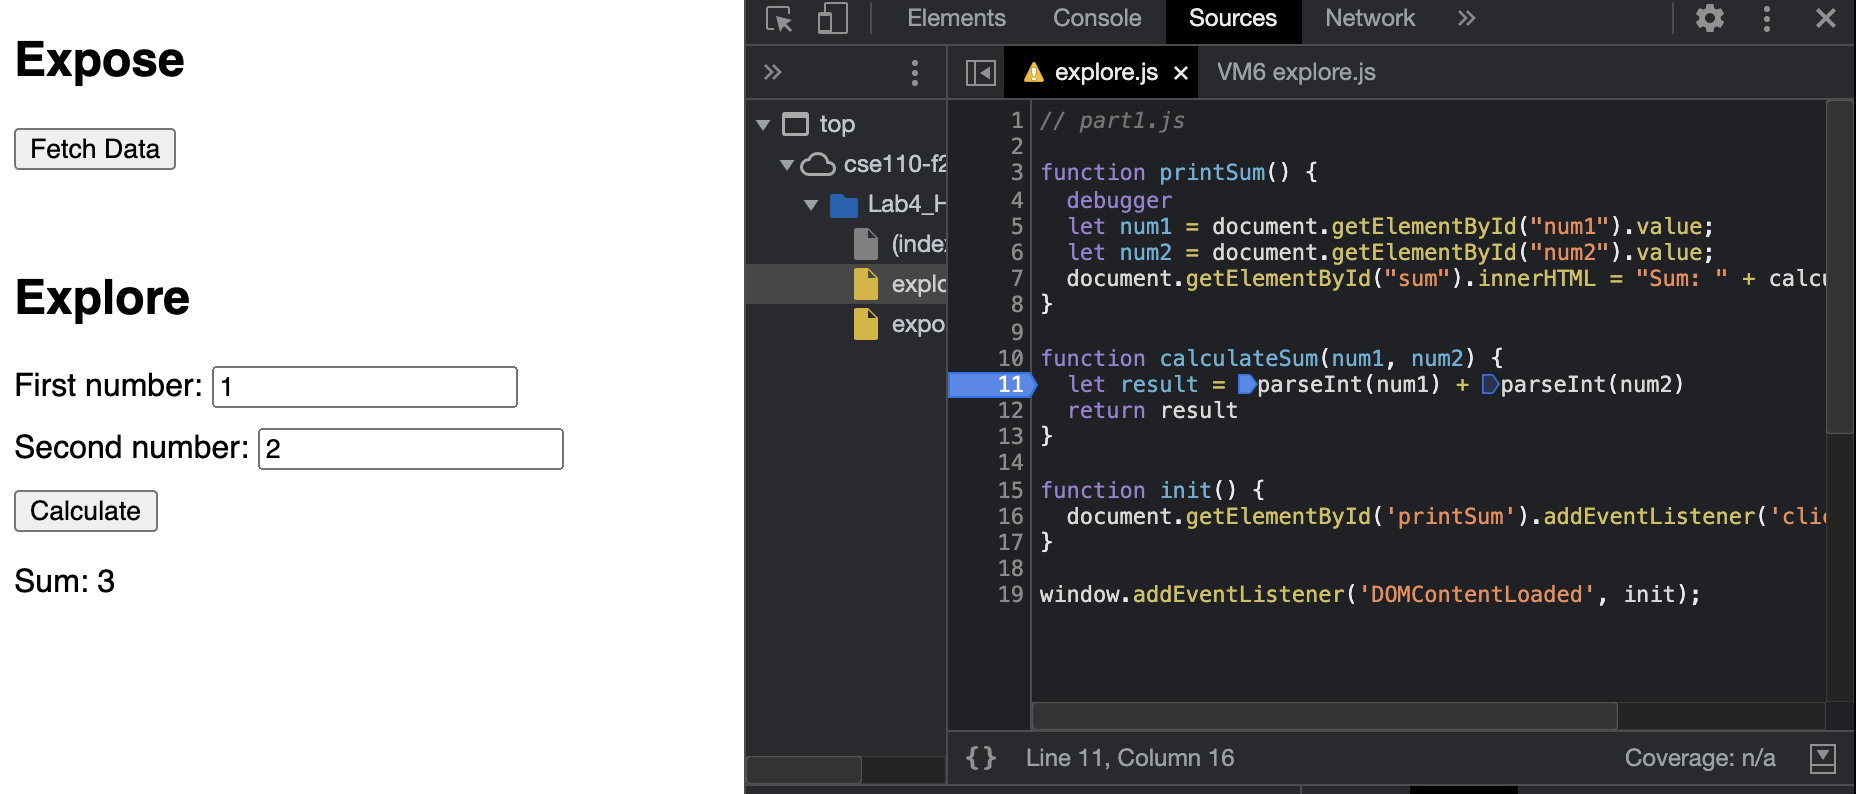 Expose
Fetch Data
Explore
First number: 1
Second number: 2
Calculate
Sum: 3
Elements Console Sources Network »
» explore.js × VM6 explore.js
top
cse110-f2
Lab4_H
(inde
explo
expo
1 // part1.js
2
3 function printSum() {
4 debugger
5 let num1 = document.getElementById("num1").value;
6 let num2 = document.getElementById("num2").value;
7 document.getElementById("sum").innerHTML = "Sum: " + calcu
8 }
9
10 function calculateSum(num1, num2) {
11 let result = parseInt(num1) + parseInt(num2)
12 return result
13 }
14
15 function init() {
16 document.getElementById('printSum').addEventListener('clic
17 }
18
19 window.addEventListener('DOMContentLoaded', init);
{} Line 11, Column 16 Coverage: n/a